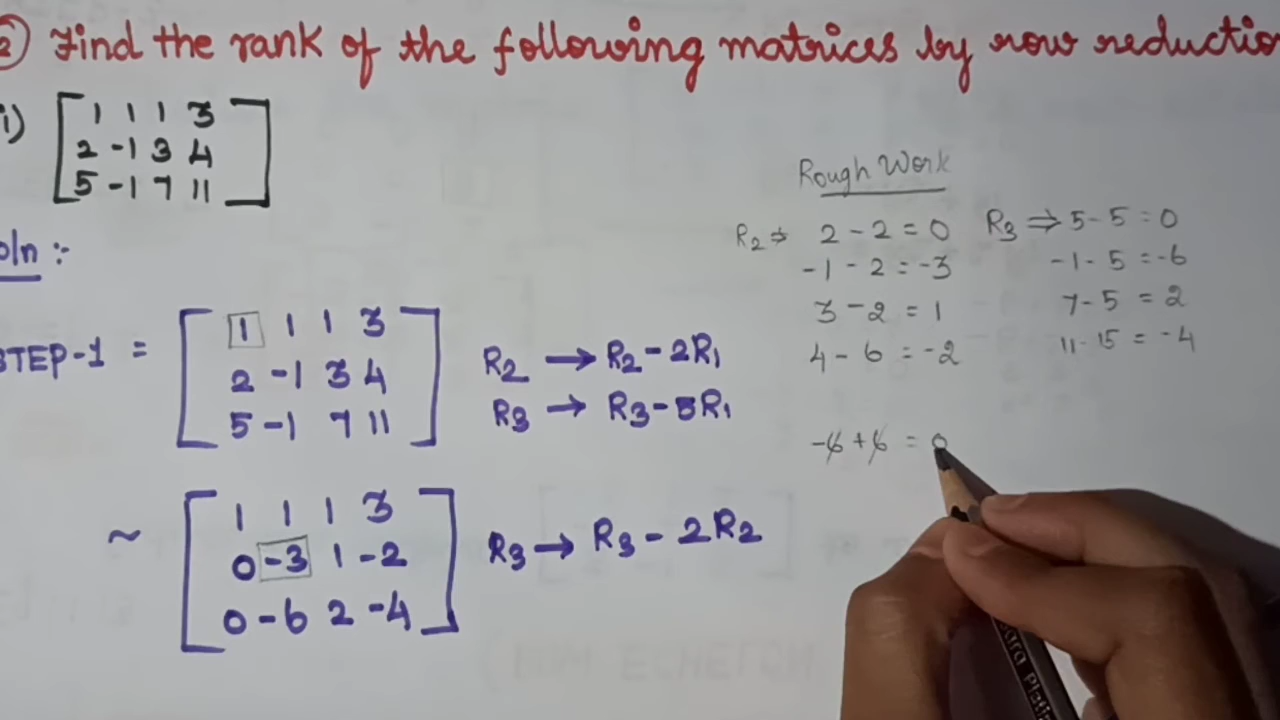 2) Find the rank of the following matrices by row reduction
i) [ 1 1 1 3
2 -1 3 4
5 -1 7 11 ]
Rough Work
R2 ⇒ 2 - 2 = 0
-1 - 2 = -3
3 - 2 = 1
4 - 6 = -2
R3 ⇒ 5 - 5 = 0
-1 - 5 = -6
7 - 5 = 2
11 - 15 = -4
-6 + 6 = 0
oln :-
STEP-1 = [ 1 1 1 3
2 -1 3 4 R2 → R2 - 2R1
5 -1 7 11 ] R3 → R3 - 5R1
~ [ 1 1 1 3
0 -3 1 -2 R3 → R3 - 2R2
0 -6 2 -4 ]